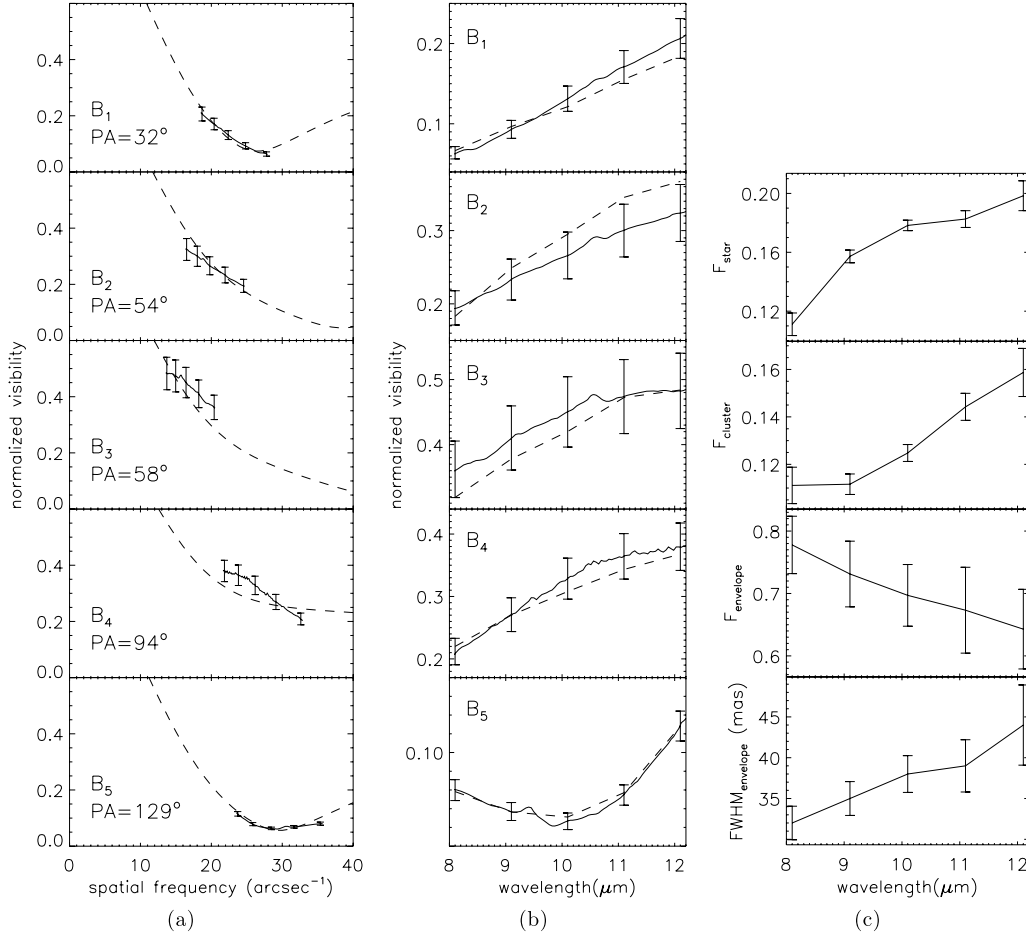 normalized visibility
0.4
0.2
0.0
B1
PA=32°
0.4
0.2
0.0
B2
PA=54°
0.4
0.2
0.0
B3
PA=58°
0.4
0.2
0.0
B4
PA=94°
0.4
0.2
0.0
B5
PA=129°
0 10 20 30 40
spatial frequency (arcsec⁻¹)
(a)
normalized visibility
0.2
0.1
B1
0.3
0.2
B2
0.5
0.4
B3
0.4
0.3
0.2
B4
0.10
B5
8 9 10 11 12
wavelength(μm)
(b)
Fstar
0.20
0.16
0.12
Fcluster
0.16
0.14
0.12
Fenvelope
0.8
0.7
0.6
FWHMenvelope (mas)
45
35
8 9 10 11 12
wavelength(μm)
(c)